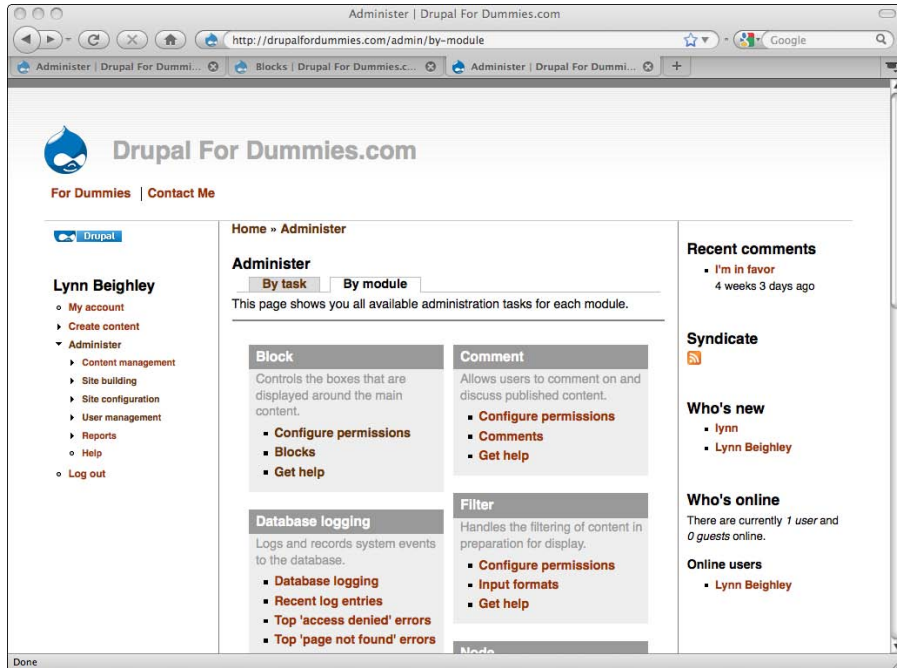 Administer | Drupal For Dummies.com
http://drupalfordummies.com/admin/by-module
Google
Administer | Drupal For Dummi...
Blocks | Drupal For Dummies.c...
Administer | Drupal For Dummi...
Drupal For Dummies.com
For Dummies | Contact Me
Drupal
Lynn Beighley
My account
Create content
Administer
Content management
Site building
Site configuration
User management
Reports
Help
Log out
Home » Administer
Administer
By task
By module
This page shows you all available administration tasks for each module.
Block
Controls the boxes that are
displayed around the main
content.
Configure permissions
Blocks
Get help
Database logging
Logs and records system events
to the database.
Database logging
Recent log entries
Top 'access denied' errors
Top 'page not found' errors
Comment
Allows users to comment on and
discuss published content.
Configure permissions
Comments
Get help
Filter
Handles the filtering of content in
preparation for display.
Configure permissions
Input formats
Get help
Node
Recent comments
I'm in favor
4 weeks 3 days ago
Syndicate
Who's new
lynn
Lynn Beighley
Who's online
There are currently 1 user and
0 guests online.
Online users
Lynn Beighley
Done